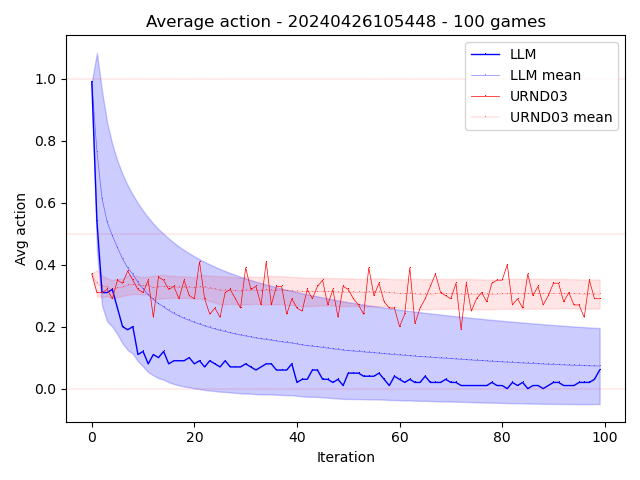 Average action - 20240426105448 - 100 games
LLM
LLM mean
URND03
URND03 mean
1.0
0.8
0.6
0.4
0.2
0.0
Avg action
0
20
40
60
80
100
Iteration